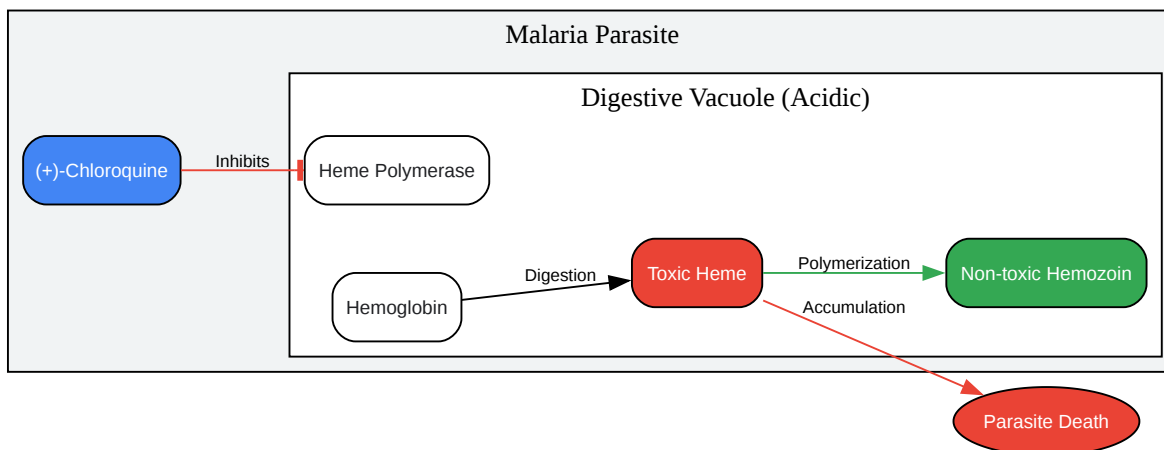 Malaria Parasite
Digestive Vacuole (Acidic)
(+)-Chloroquine
Inhibits
Heme Polymerase
Hemoglobin
Digestion
Toxic Heme
Polymerization
Non-toxic Hemozoin
Accumulation
Parasite Death